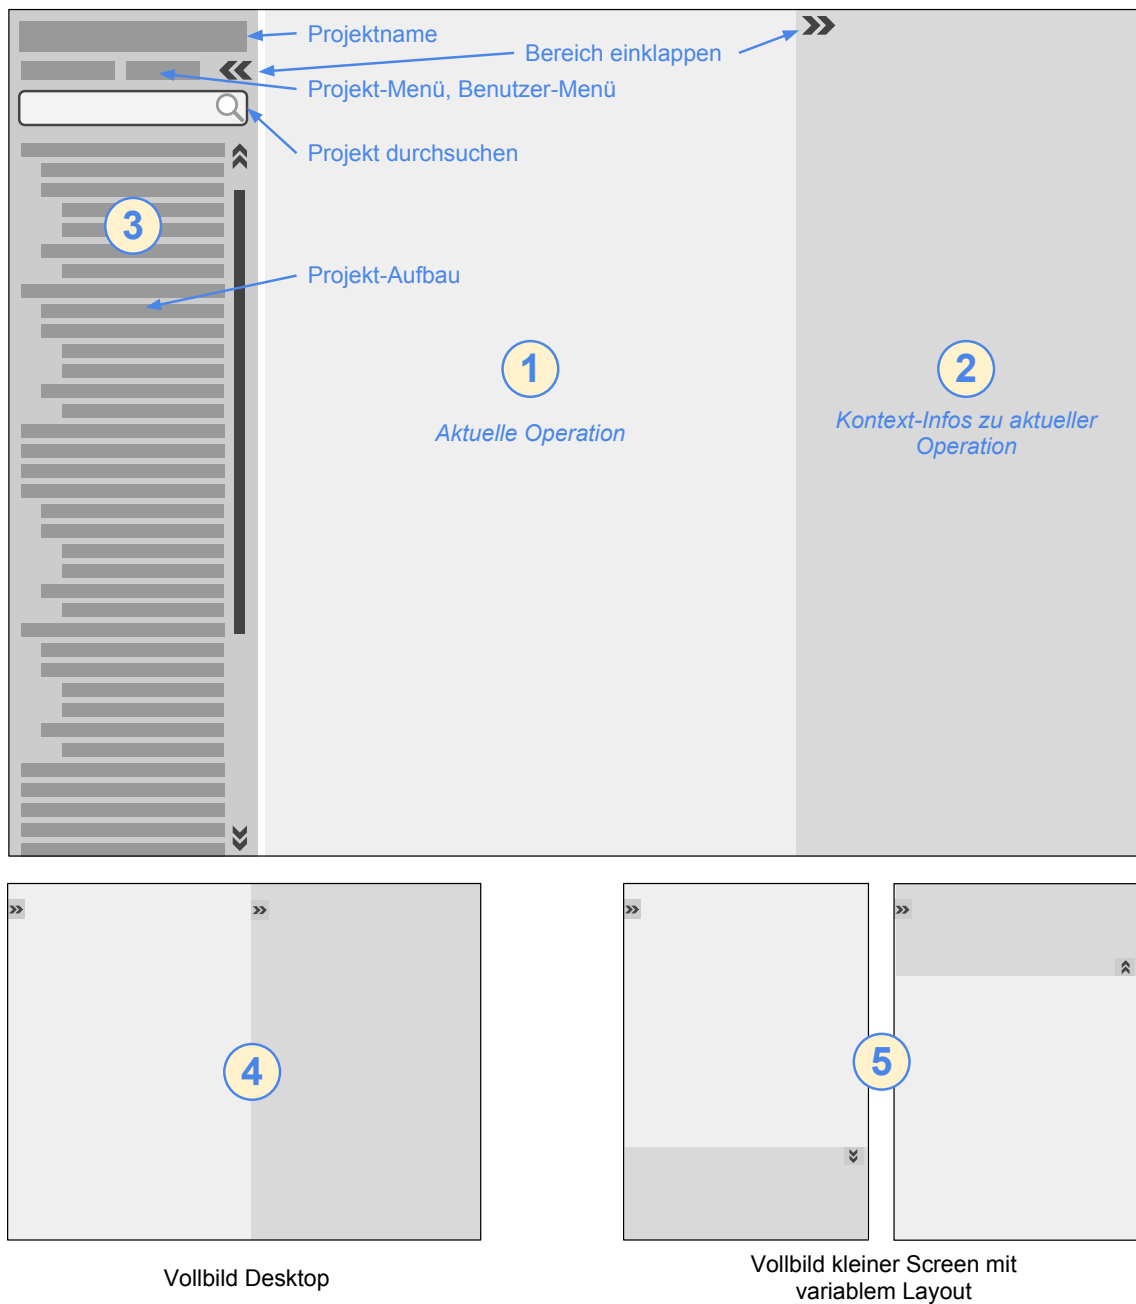 Projektname
Bereich einklappen
Projekt-Menü, Benutzer-Menü
Projekt durchsuchen
3
Projekt-Aufbau
1
Aktuelle Operation
2
Kontext-Infos zu aktueller
Operation
4
5
Vollbild Desktop
Vollbild kleiner Screen mit
variablem Layout